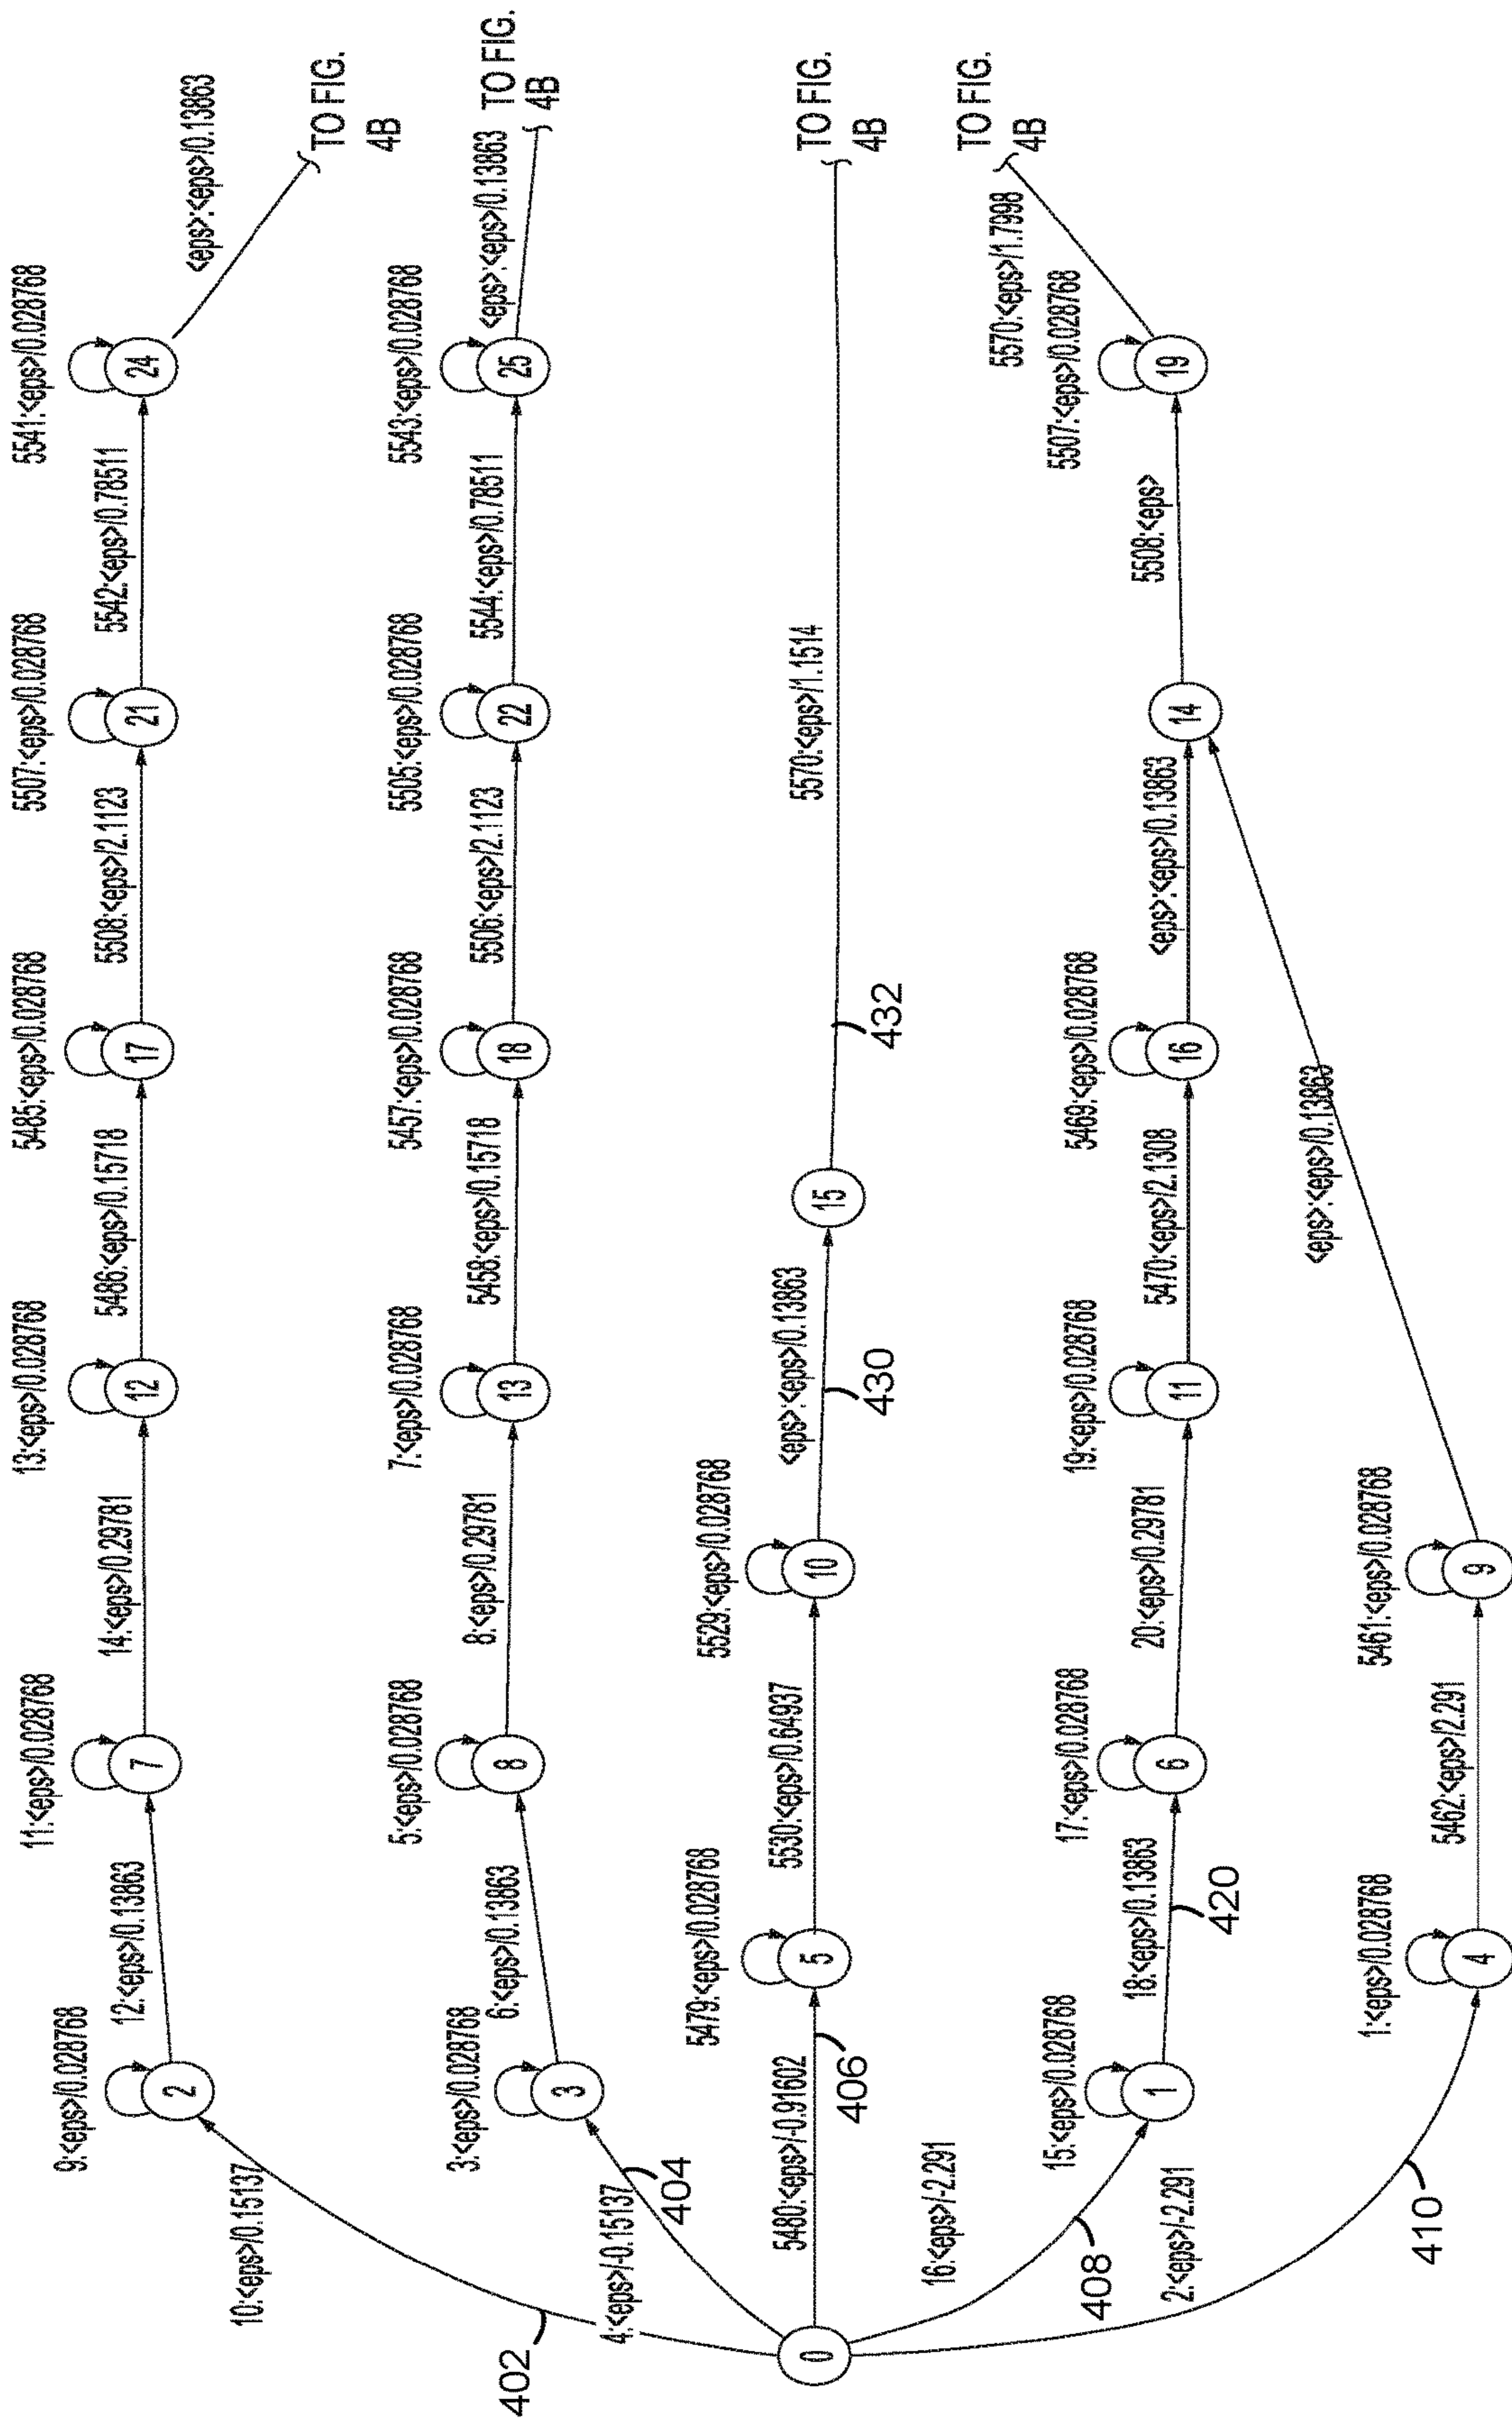 9:<eps>/0.028768
11:<eps>/0.028768
13:<eps>/0.028768
5485:<eps>/0.028768
5507:<eps>/0.028768
5541:<eps>/0.028768
10:<eps>/0.15137
2
12:<eps>/0.13863
7
14:<eps>/0.29781
12
5486:<eps>/0.15718
17
5508:<eps>/2.1123
21
5542:<eps>/0.78511
24
<eps>:<eps>/0.13863
TO FIG.
4B
402
3:<eps>/0.028768
5:<eps>/0.028768
7:<eps>/0.028768
5457:<eps>/0.028768
5505:<eps>/0.028768
5543:<eps>/0.028768
4:<eps>/-0.15137
404
3
6:<eps>/0.13863
8
8:<eps>/0.29781
13
5458:<eps>/0.15718
18
5506:<eps>/2.1123
22
5544:<eps>/0.78511
25
<eps>:<eps>/0.13863
TO FIG.
4B
5479:<eps>/0.028768
5529:<eps>/0.028768
0
5480:<eps>/-0.91602
406
5
5530:<eps>/0.64937
10
<eps>:<eps>/0.13863
430
15
432
5570:<eps>/1.1514
TO FIG.
4B
15:<eps>/0.028768
17:<eps>/0.028768
19:<eps>/0.028768
5469:<eps>/0.028768
5507:<eps>/0.028768
16:<eps>/-2.291
408
1
18:<eps>/0.13863
420
6
20:<eps>/0.29781
11
5470:<eps>/2.1308
16
<eps>:<eps>/0.13863
14
5508:<eps>
19
5570:<eps>/1.7998
TO FIG.
4B
1:<eps>/0.028768
5461:<eps>/0.028768
2:<eps>/-2.291
410
4
5462:<eps>/2.291
9
<eps>:<eps>/0.13863